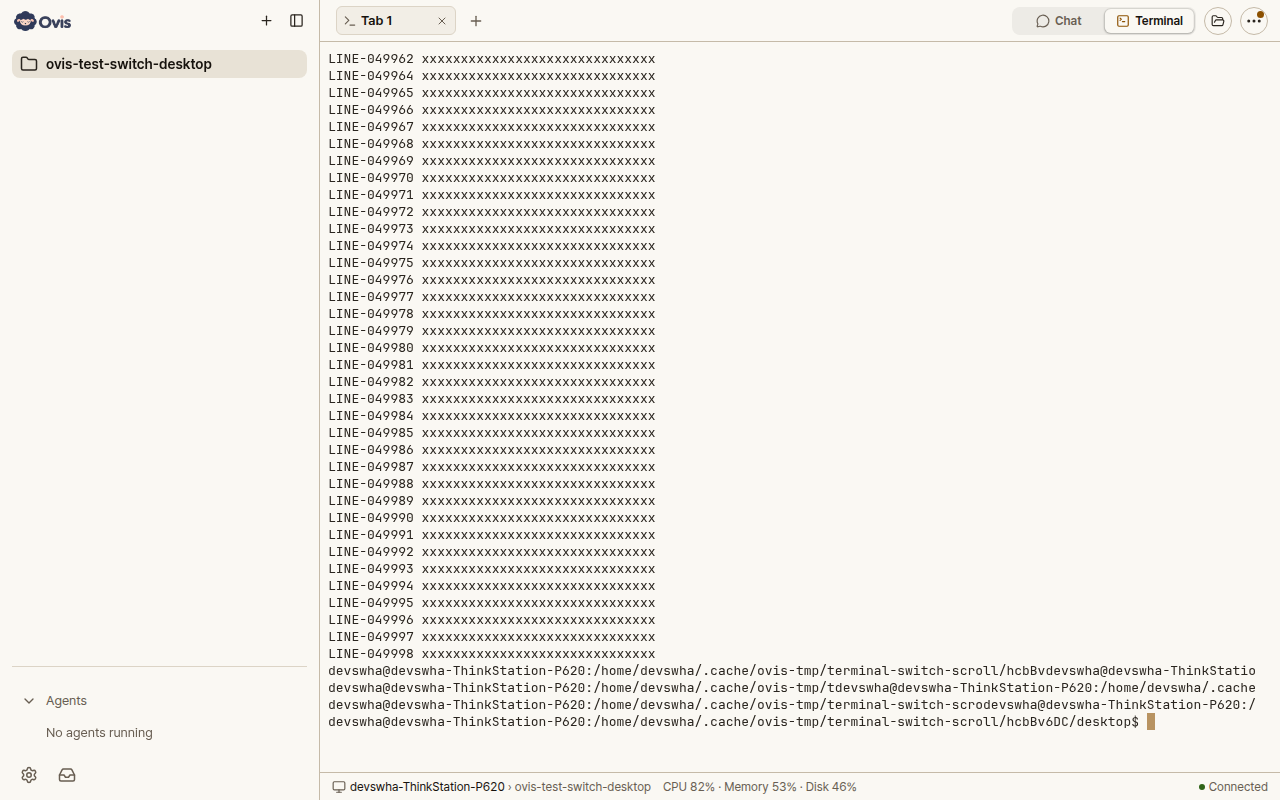 Ovis
Tab 1
Chat
Terminal
ovis-test-switch-desktop
LINE-049962 xxxxxxxxxxxxxxxxxxxxxxxxxxxxxx
LINE-049964 xxxxxxxxxxxxxxxxxxxxxxxxxxxxxx
LINE-049965 xxxxxxxxxxxxxxxxxxxxxxxxxxxxxx
LINE-049966 xxxxxxxxxxxxxxxxxxxxxxxxxxxxxx
LINE-049967 xxxxxxxxxxxxxxxxxxxxxxxxxxxxxx
LINE-049968 xxxxxxxxxxxxxxxxxxxxxxxxxxxxxx
LINE-049969 xxxxxxxxxxxxxxxxxxxxxxxxxxxxxx
LINE-049970 xxxxxxxxxxxxxxxxxxxxxxxxxxxxxx
LINE-049971 xxxxxxxxxxxxxxxxxxxxxxxxxxxxxx
LINE-049972 xxxxxxxxxxxxxxxxxxxxxxxxxxxxxx
LINE-049973 xxxxxxxxxxxxxxxxxxxxxxxxxxxxxx
LINE-049974 xxxxxxxxxxxxxxxxxxxxxxxxxxxxxx
LINE-049975 xxxxxxxxxxxxxxxxxxxxxxxxxxxxxx
LINE-049976 xxxxxxxxxxxxxxxxxxxxxxxxxxxxxx
LINE-049977 xxxxxxxxxxxxxxxxxxxxxxxxxxxxxx
LINE-049978 xxxxxxxxxxxxxxxxxxxxxxxxxxxxxx
LINE-049979 xxxxxxxxxxxxxxxxxxxxxxxxxxxxxx
LINE-049980 xxxxxxxxxxxxxxxxxxxxxxxxxxxxxx
LINE-049981 xxxxxxxxxxxxxxxxxxxxxxxxxxxxxx
LINE-049982 xxxxxxxxxxxxxxxxxxxxxxxxxxxxxx
LINE-049983 xxxxxxxxxxxxxxxxxxxxxxxxxxxxxx
LINE-049984 xxxxxxxxxxxxxxxxxxxxxxxxxxxxxx
LINE-049985 xxxxxxxxxxxxxxxxxxxxxxxxxxxxxx
LINE-049986 xxxxxxxxxxxxxxxxxxxxxxxxxxxxxx
LINE-049987 xxxxxxxxxxxxxxxxxxxxxxxxxxxxxx
LINE-049988 xxxxxxxxxxxxxxxxxxxxxxxxxxxxxx
LINE-049989 xxxxxxxxxxxxxxxxxxxxxxxxxxxxxx
LINE-049990 xxxxxxxxxxxxxxxxxxxxxxxxxxxxxx
LINE-049991 xxxxxxxxxxxxxxxxxxxxxxxxxxxxxx
LINE-049992 xxxxxxxxxxxxxxxxxxxxxxxxxxxxxx
LINE-049993 xxxxxxxxxxxxxxxxxxxxxxxxxxxxxx
LINE-049994 xxxxxxxxxxxxxxxxxxxxxxxxxxxxxx
LINE-049995 xxxxxxxxxxxxxxxxxxxxxxxxxxxxxx
LINE-049996 xxxxxxxxxxxxxxxxxxxxxxxxxxxxxx
LINE-049997 xxxxxxxxxxxxxxxxxxxxxxxxxxxxxx
LINE-049998 xxxxxxxxxxxxxxxxxxxxxxxxxxxxxx
devswha@devswha-ThinkStation-P620:/home/devswha/.cache/ovis-tmp/terminal-switch-scroll/hcbBvdevswha@devswha-ThinkStatio
devswha@devswha-ThinkStation-P620:/home/devswha/.cache/ovis-tmp/tdevswha@devswha-ThinkStation-P620:/home/devswha/.cache
devswha@devswha-ThinkStation-P620:/home/devswha/.cache/ovis-tmp/terminal-switch-scrodevswha@devswha-ThinkStation-P620:/
devswha@devswha-ThinkStation-P620:/home/devswha/.cache/ovis-tmp/terminal-switch-scroll/hcbBv6DC/desktop$
Agents
No agents running
devswha-ThinkStation-P620 › ovis-test-switch-desktop CPU 82% · Memory 53% · Disk 46%
Connected